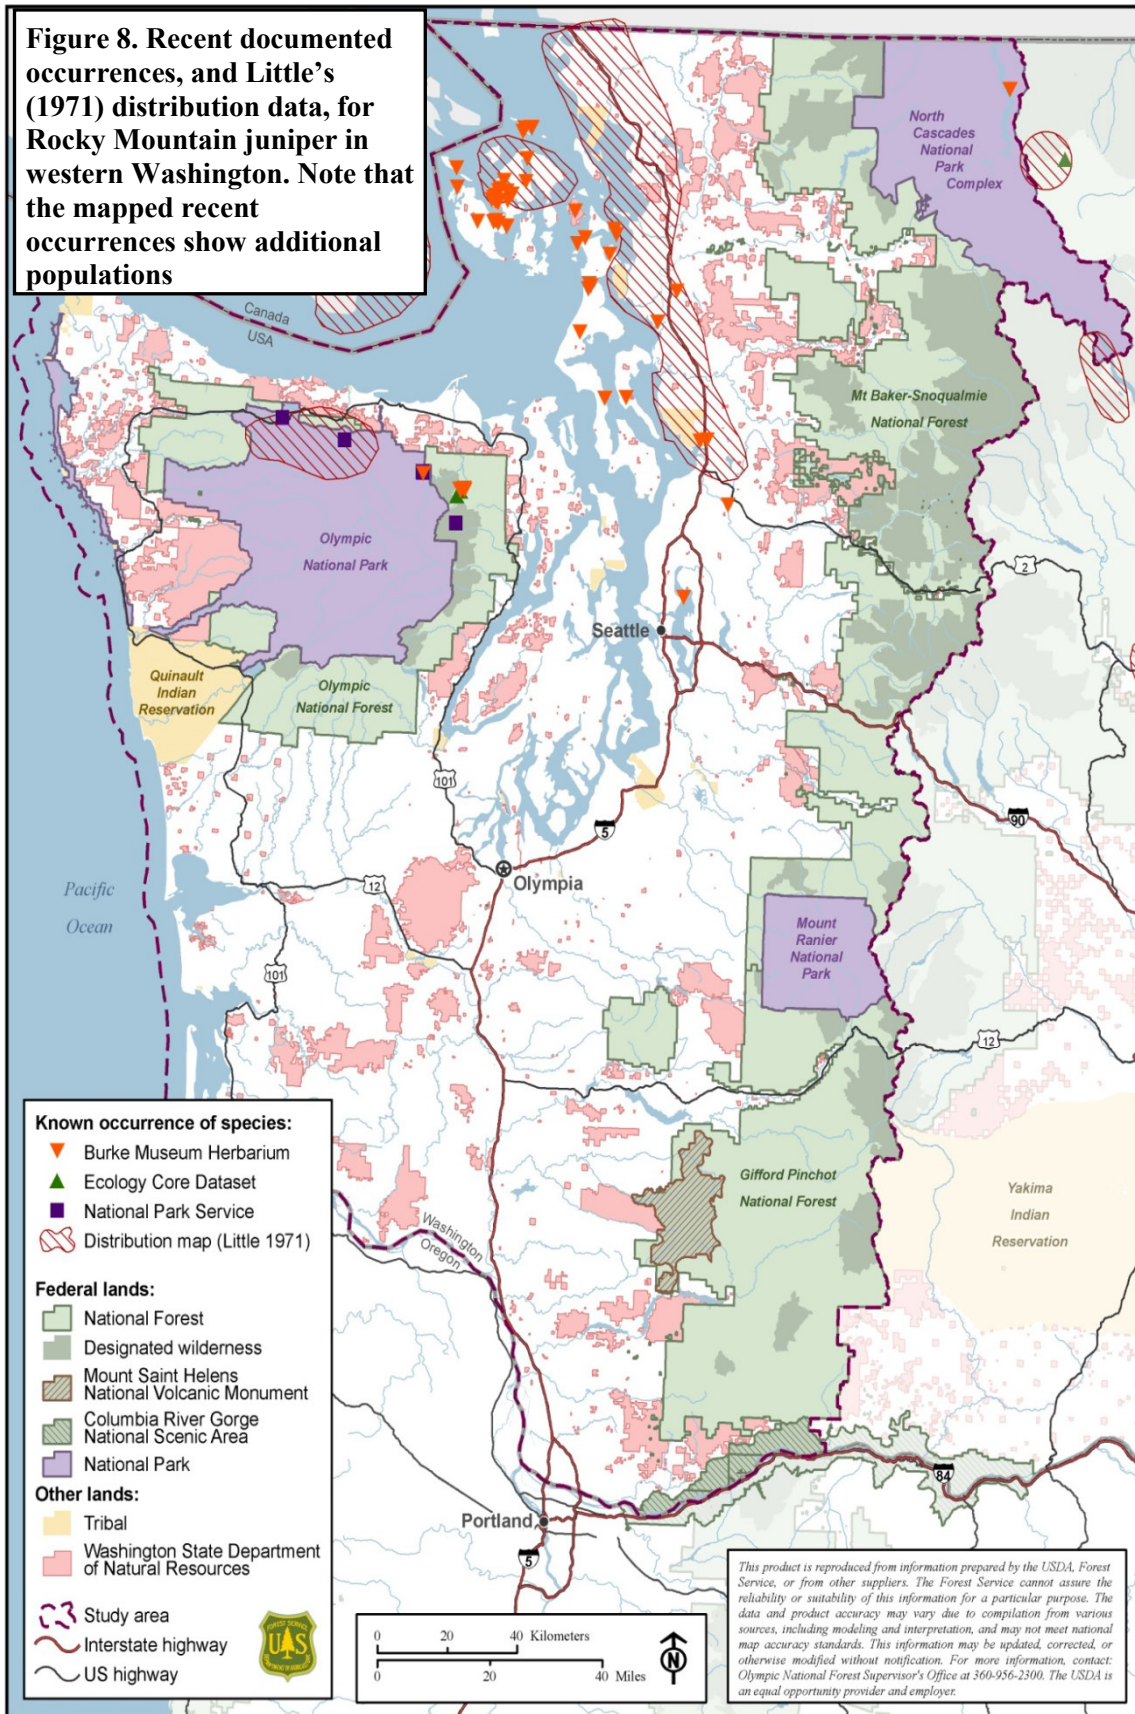 Figure 8. Recent documented
occurrences, and Little's
(1971) distribution data, for
Rocky Mountain juniper in
western Washington. Note that
the mapped recent
occurrences show additional
populations
North
Cascades
National
Park
Complex
Canada
USA
Mt Baker-Snoqualmie
National Forest
Olympic
National Park
2
Seattle
Quinault
Indian
Reservation
Olympic
National Forest
101
5
90
Olympia
12
Pacific
Ocean
Mount
Ranier
National
Park
101
12
Known occurrence of species:
Burke Museum Herbarium
Ecology Core Dataset
National Park Service
Distribution map (Little 1971)
Federal lands:
National Forest
Designated wilderness
Mount Saint Helens
National Volcanic Monument
Columbia River Gorge
National Scenic Area
National Park
Other lands:
Tribal
Washington State Department
of Natural Resources
Study area
Interstate highway
US highway
FOREST SERVICE
U S
DEPARTMENT OF AGRICULTURE
Washington
Oregon
Gifford Pinchot
National Forest
Yakima
Indian
Reservation
84
Portland
5
0 20 40 Kilometers
0 20 40 Miles
N
This product is reproduced from information prepared by the USDA, Forest
Service, or from other suppliers. The Forest Service cannot assure the
reliability or suitability of this information for a particular purpose. The
data and product accuracy may vary due to compilation from various
sources, including modeling and interpretation, and may not meet national
map accuracy standards. This information may be updated, corrected, or
otherwise modified without notification. For more information, contact:
Olympic National Forest Supervisor's Office at 360-956-2300. The USDA is
an equal opportunity provider and employer.